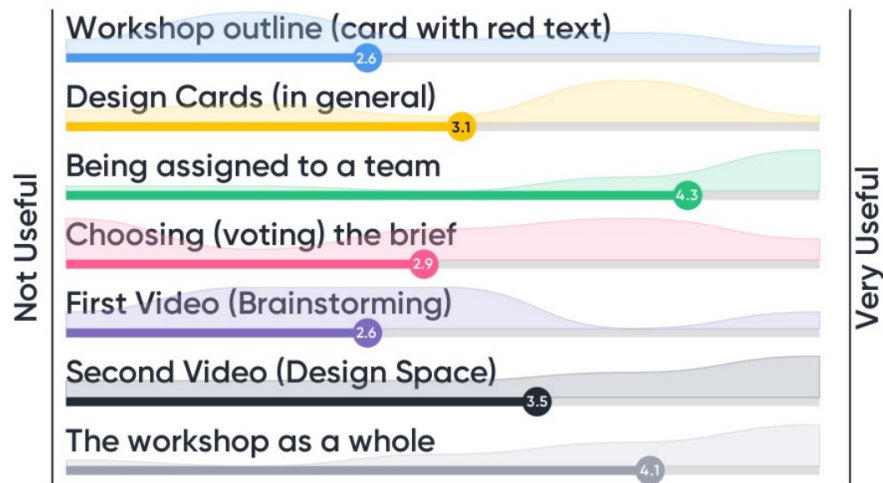 Workshop outline (card with red text)
2.6
Design Cards (in general)
3.1
Being assigned to a team
4.3
Choosing (voting) the brief
2.9
First Video (Brainstorming)
2.6
Second Video (Design Space)
3.5
The workshop as a whole
4.1
Not Useful
Very Useful